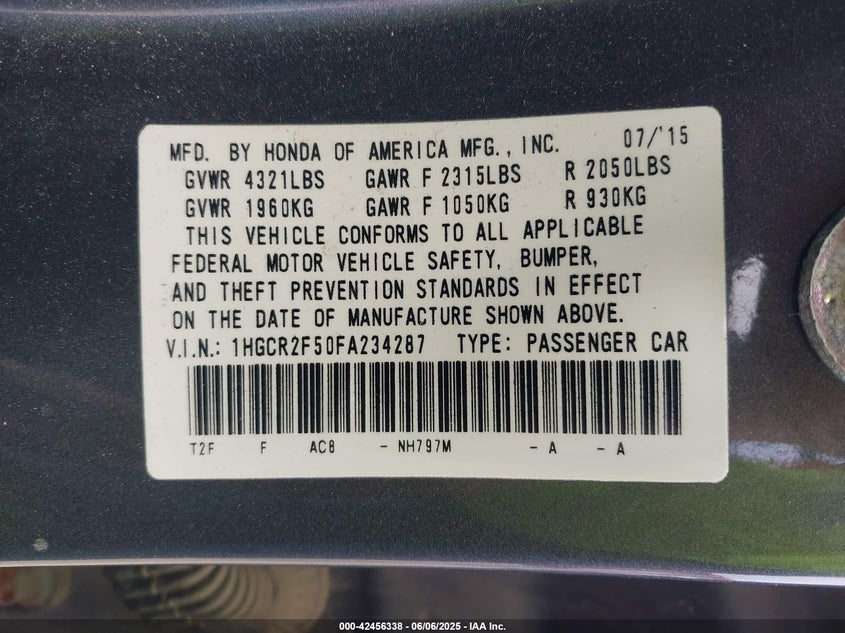 MFD. BY HONDA OF AMERICA MFG., INC. 07/'15
GVWR 4321LBS GAWR F 2315LBS R 2050LBS
GVWR 1960KG GAWR F 1050KG R 930KG
THIS VEHICLE CONFORMS TO ALL APPLICABLE
FEDERAL MOTOR VEHICLE SAFETY, BUMPER,
AND THEFT PREVENTION STANDARDS IN EFFECT
ON THE DATE OF MANUFACTURE SHOWN ABOVE.
V.I.N.: 1HGCR2F50FA234287 TYPE: PASSENGER CAR
T2F F AC8 - NH797M - A - A
000-42456338 - 06/06/2025 - IAA Inc.